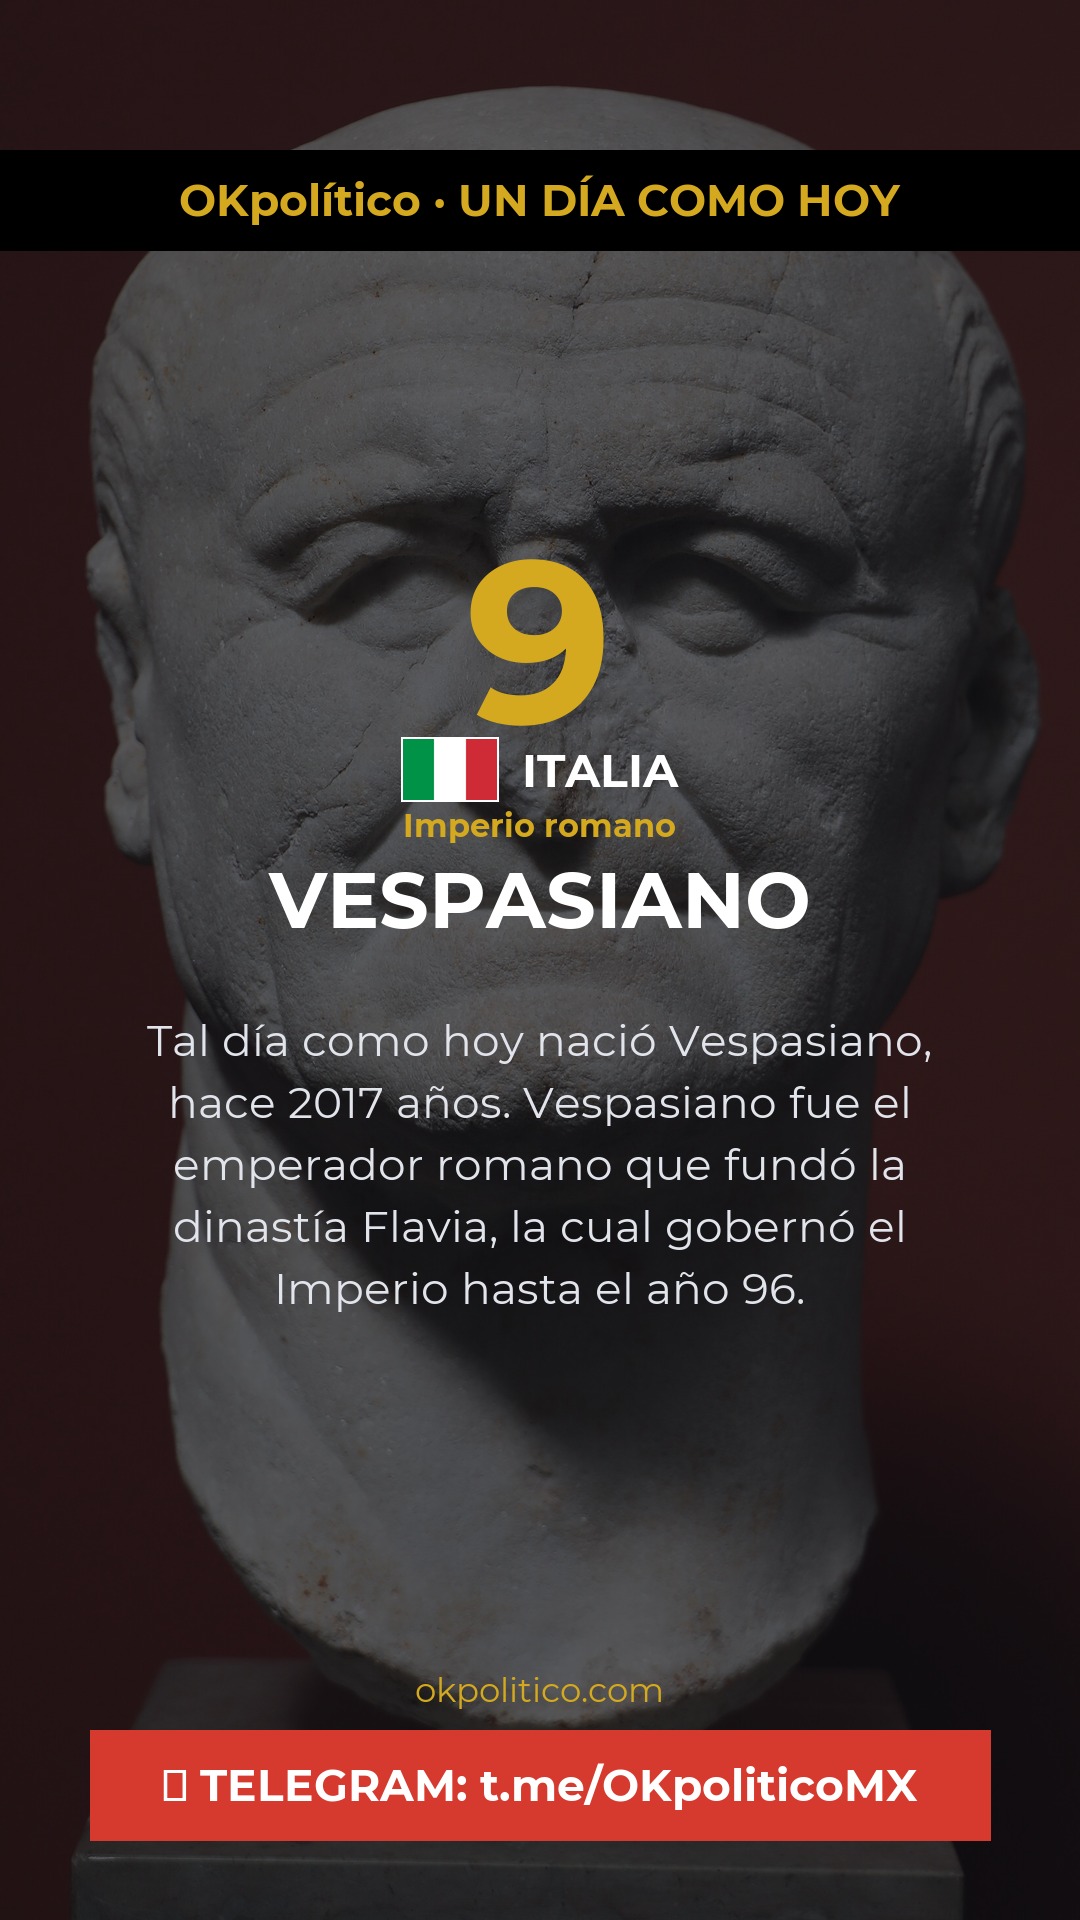 OKpolítico · UN DÍA COMO HOY
9
ITALIA
Imperio romano
VESPASIANO
Tal día como hoy nació Vespasiano,
hace 2017 años. Vespasiano fue el
emperador romano que fundó la
dinastía Flavia, la cual gobernó el
Imperio hasta el año 96.
okpolitico.com
TELEGRAM: t.me/OKpoliticoMX